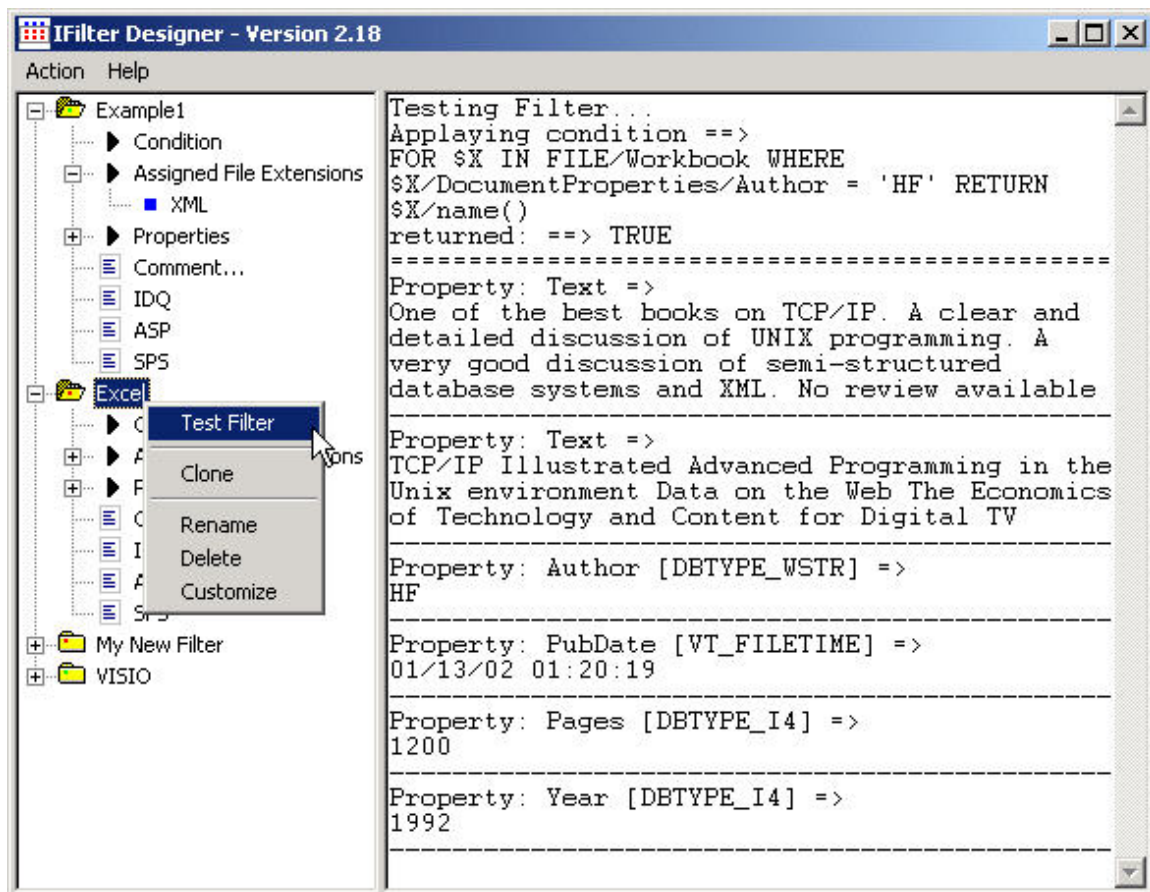 IFilter Designer - Version 2.18
Action Help
Example1
Condition
Assigned File Extensions
XML
Properties
Comment...
IDQ
ASP
SPS
Excel
Test Filter
Clone
Rename
Delete
Customize
My New Filter
VISIO
Testing Filter...
Applaying condition ==>
FOR $X IN FILE/Workbook WHERE
$X/DocumentProperties/Author = 'HF' RETURN
$X/name()
returned: ==> TRUE
==============================================
Property: Text =>
One of the best books on TCP/IP. A clear and
detailed discussion of UNIX programming. A
very good discussion of semi-structured
database systems and XML. No review available
----------------------------------------------
Property: Text =>
TCP/IP Illustrated Advanced Programming in the
Unix environment Data on the Web The Economics
of Technology and Content for Digital TV
----------------------------------------------
Property: Author [DBTYPE_WSTR] =>
HF
----------------------------------------------
Property: PubDate [VT_FILETIME] =>
01/13/02 01:20:19
----------------------------------------------
Property: Pages [DBTYPE_I4] =>
1200
----------------------------------------------
Property: Year [DBTYPE_I4] =>
1992
----------------------------------------------